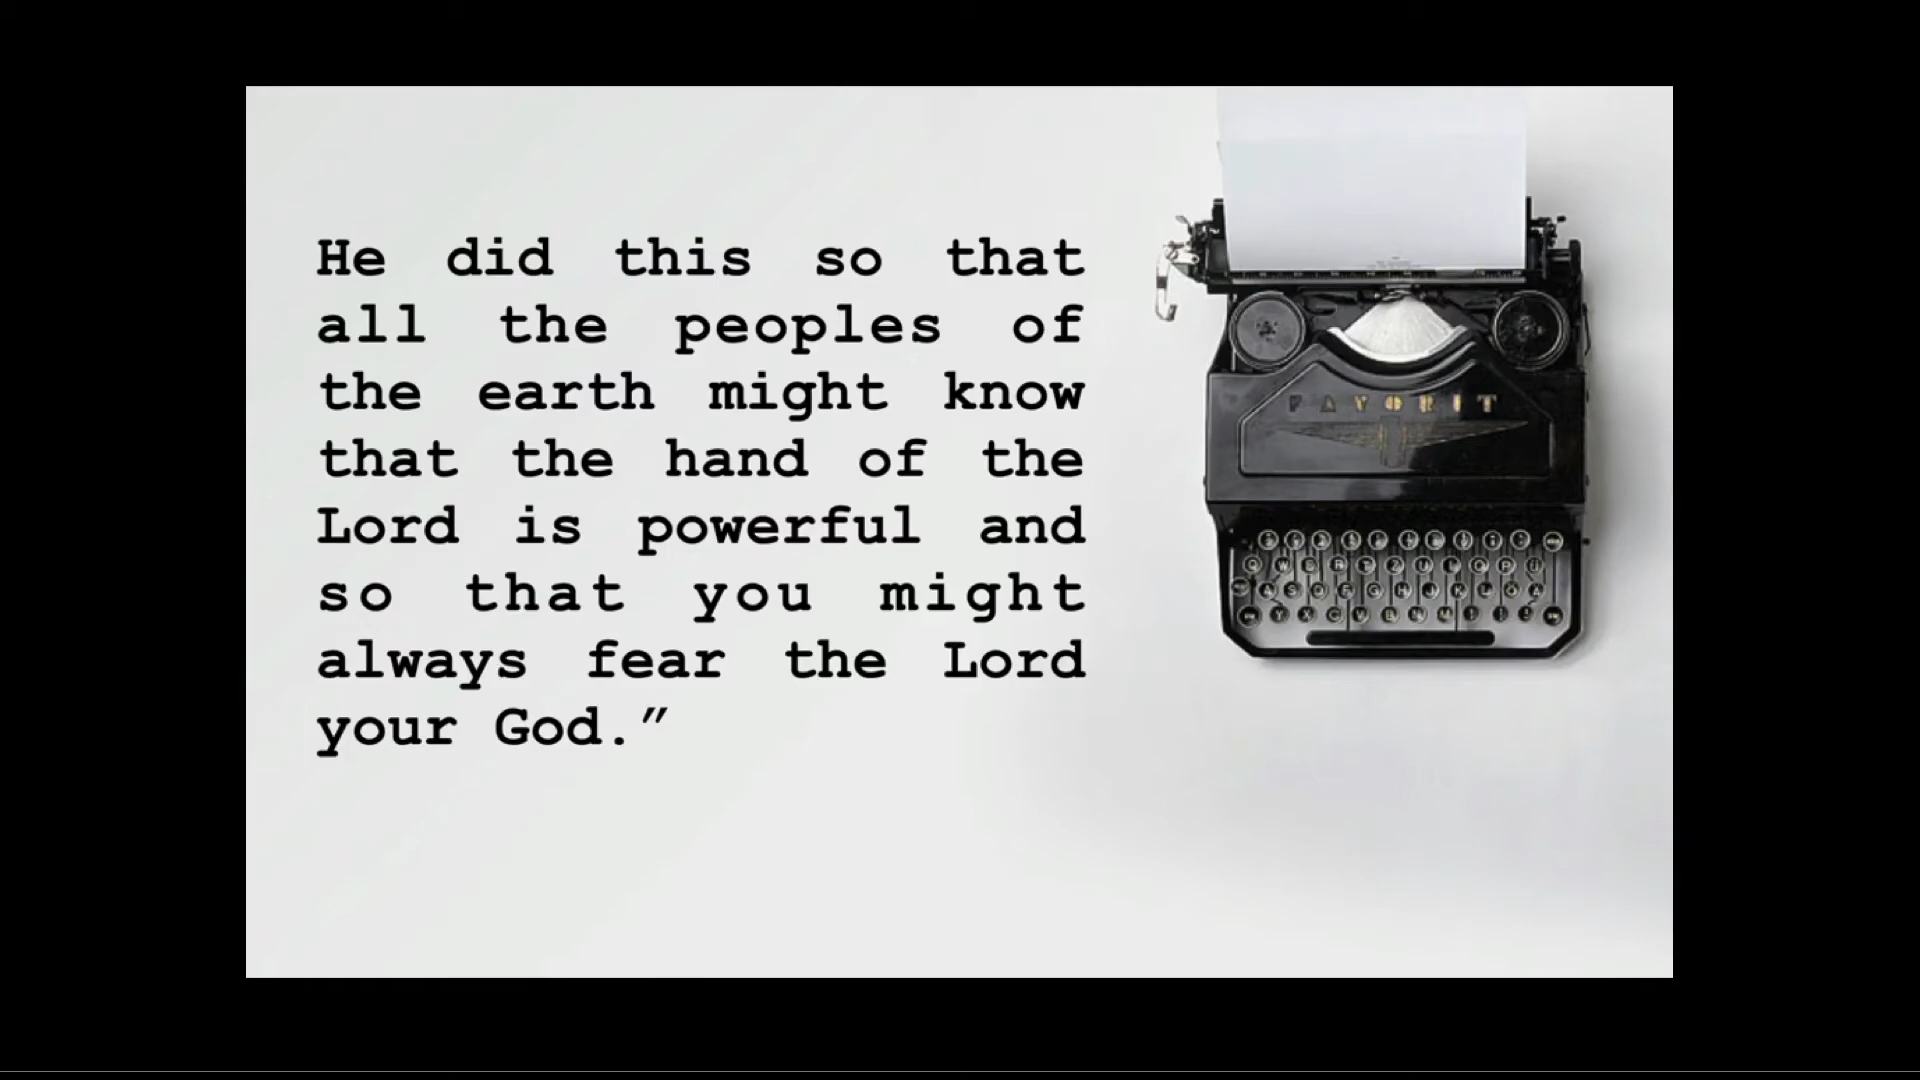 He did this so that
all the peoples of
the earth might know
that the hand of the
Lord is powerful and
so that you might
always fear the Lord
your God.”
FAVORIT